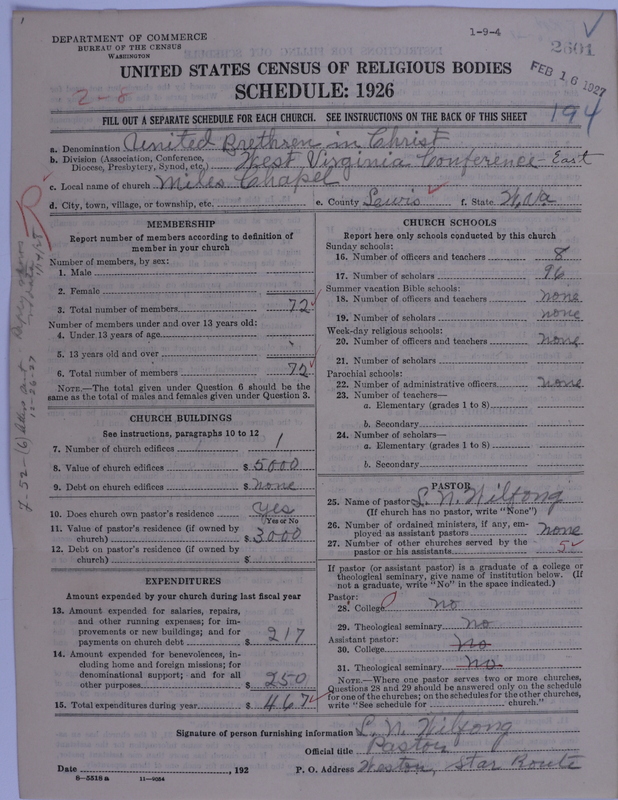 DEPARTMENT OF COMMERCE
BUREAU OF THE CENSUS
WASHINGTON
1-9-4
2601
FEB 16 1927
UNITED STATES CENSUS OF RELIGIOUS BODIES
SCHEDULE: 1926
2-8
194
FILL OUT A SEPARATE SCHEDULE FOR EACH CHURCH. SEE INSTRUCTIONS ON THE BACK OF THIS SHEET
a. Denomination United Brethren in Christ
b. Division (Association, Conference, Diocese, Presbytery, Synod, etc.) West Virginia Conference-East
c. Local name of church Mills Chapel
d. City, town, village, or township, etc. e. County Lewis f. State W.Va
MEMBERSHIP
Report number of members according to definition of
member in your church
Number of members, by sex:
1. Male
2. Female
3. Total number of members 72
Number of members under and over 13 years old:
4. Under 13 years of age
5. 13 years old and over
6. Total number of members 72
NOTE.—The total given under Question 6 should be the
same as the total of males and females given under Question 3.
CHURCH BUILDINGS
See instructions, paragraphs 10 to 12
7. Number of church edifices 1
8. Value of church edifices $ 5000
9. Debt on church edifices $ None
10. Does church own pastor's residence yes
Yes or No
11. Value of pastor's residence (if owned by
church) $ 3000
12. Debt on pastor's residence (if owned by
church) $
EXPENDITURES
Amount expended by your church during last fiscal year
13. Amount expended for salaries, repairs,
and other running expenses; for im-
provements or new buildings; and for
payments on church debt $ 217
14. Amount expended for benevolences, in-
cluding home and foreign missions; for
denominational support; and for all
other purposes $ 250
15. Total expenditures during year $ 467
CHURCH SCHOOLS
Report here only schools conducted by this church
Sunday schools:
16. Number of officers and teachers 8
17. Number of scholars 96
Summer vacation Bible schools:
18. Number of officers and teachers none
19. Number of scholars none
Week-day religious schools:
20. Number of officers and teachers none
21. Number of scholars
Parochial schools:
22. Number of administrative officers none
23. Number of teachers—
a. Elementary (grades 1 to 8)
b. Secondary
24. Number of scholars—
a. Elementary (grades 1 to 8)
b. Secondary
PASTOR
25. Name of pastor L. N. Wilfong
(If church has no pastor, write "None")
26. Number of ordained ministers, if any, em-
ployed as assistant pastors none
27. Number of other churches served by the
pastor or his assistants 5
If pastor (or assistant pastor) is a graduate of a college or
theological seminary, give name of institution below. (If
not a graduate, write "No" in the space indicated.)
Pastor:
28. College no
29. Theological seminary no
Assistant pastor:
30. College no
31. Theological seminary no
NOTE.—Where one pastor serves two or more churches,
Questions 28 and 29 should be answered only on the schedule
for one of the churches; on the schedules for the other churches,
write "See schedule for church."
Signature of person furnishing information L. N. Wilfong
Official title Pastor
Date , 192 P. O. Address Weston, Star Route
8-5518 a 11-9054